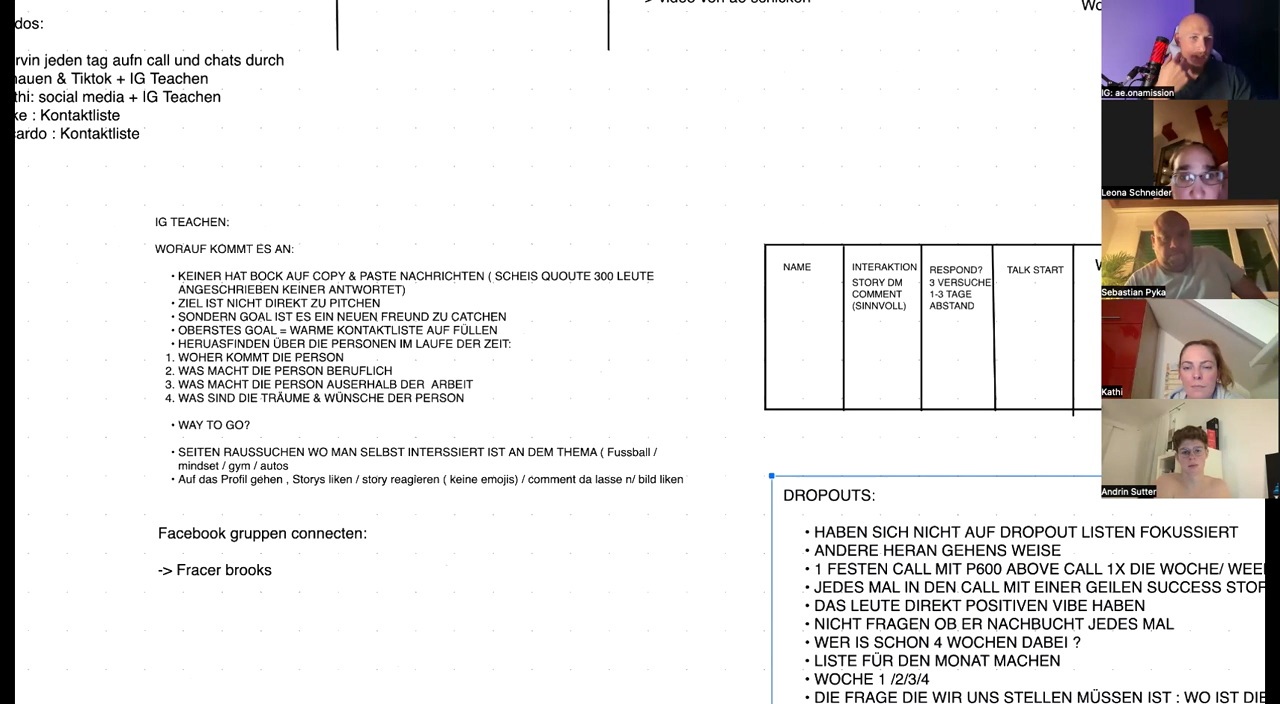 video von ae schicken
dos:
rvin jeden tag aufn call und chats durch
hauen & Tiktok + IG Teachen
thi: social media + IG Teachen
ke : Kontaktliste
cardo : Kontaktliste
IG TEACHEN:
WORAUF KOMMT ES AN:
• KEINER HAT BOCK AUF COPY & PASTE NACHRICHTEN ( SCHEIS QUOUTE 300 LEUTE
ANGESCHRIEBEN KEINER ANTWORTET)
• ZIEL IST NICHT DIREKT ZU PITCHEN
• SONDERN GOAL IST ES EIN NEUEN FREUND ZU CATCHEN
• OBERSTES GOAL = WARME KONTAKTLISTE AUF FÜLLEN
• HERUASFINDEN ÜBER DIE PERSONEN IM LAUFE DER ZEIT:
1. WOHER KOMMT DIE PERSON
2. WAS MACHT DIE PERSON BERUFLICH
3. WAS MACHT DIE PERSON AUSERHALB DER ARBEIT
4. WAS SIND DIE TRÄUME & WÜNSCHE DER PERSON
• WAY TO GO?
• SEITEN RAUSSUCHEN WO MAN SELBST INTERSSIERT IST AN DEM THEMA ( Fussball /
mindset / gym / autos
• Auf das Profil gehen , Storys liken / story reagieren ( keine emojis) / comment da lasse n/ bild liken
Facebook gruppen connecten:
-> Fracer brooks
NAME
INTERAKTION
STORY DM
COMMENT
(SINNVOLL)
RESPOND?
3 VERSUCHE
1-3 TAGE
ABSTAND
TALK START
DROPOUTS:
• HABEN SICH NICHT AUF DROPOUT LISTEN FOKUSSIERT
• ANDERE HERAN GEHENS WEISE
• 1 FESTEN CALL MIT P600 ABOVE CALL 1X DIE WOCHE/ WEE
• JEDES MAL IN DEN CALL MIT EINER GEILEN SUCCESS STOR
• DAS LEUTE DIREKT POSITIVEN VIBE HABEN
• NICHT FRAGEN OB ER NACHBUCHT JEDES MAL
• WER IS SCHON 4 WOCHEN DABEI ?
• LISTE FÜR DEN MONAT MACHEN
• WOCHE 1 /2/3/4
• DIE FRAGE DIE WIR UNS STELLEN MÜSSEN IST : WO IST DIE
IG: ae.onamission
Leona Schneider
Sebastian Pyka
Kathi
Andrin Sutter